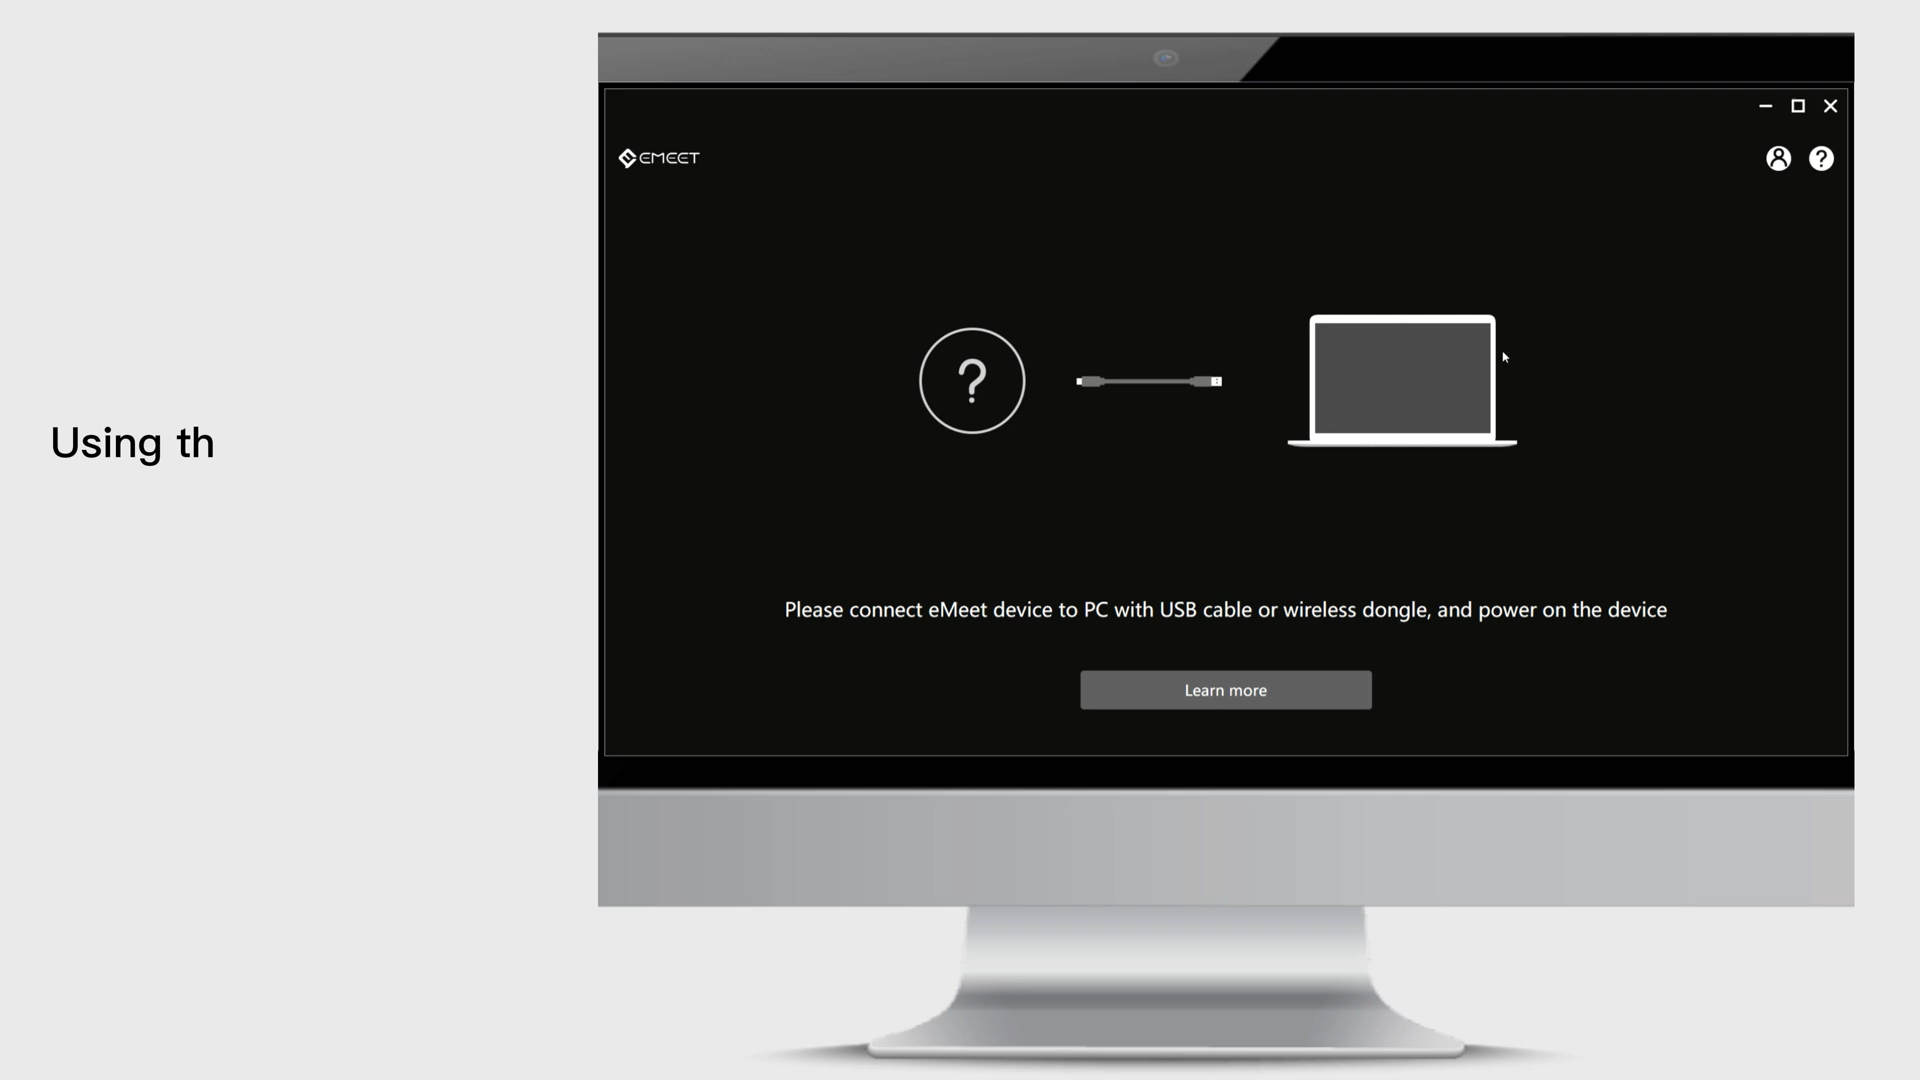 Using th
EMEET
Please connect eMeet device to PC with USB cable or wireless dongle, and power on the device
Learn more